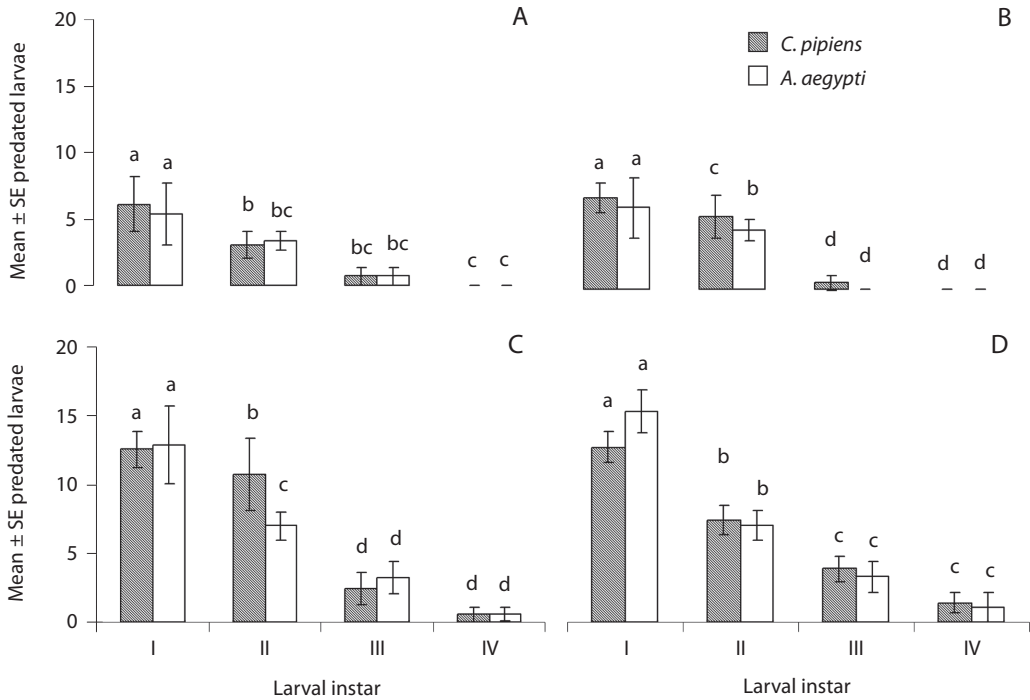 A
Mean ± SE predated larvae
20
15
10
5
0
a a
b bc
bc bc
c c
B
C. pipiens
A. aegypti
a a
c b
d d
d d
C
Mean ± SE predated larvae
20
15
10
5
0
a a
b c
d d
d d
I II III IV
Larval instar
D
a a
b b
c c
c c
I II III IV
Larval instar